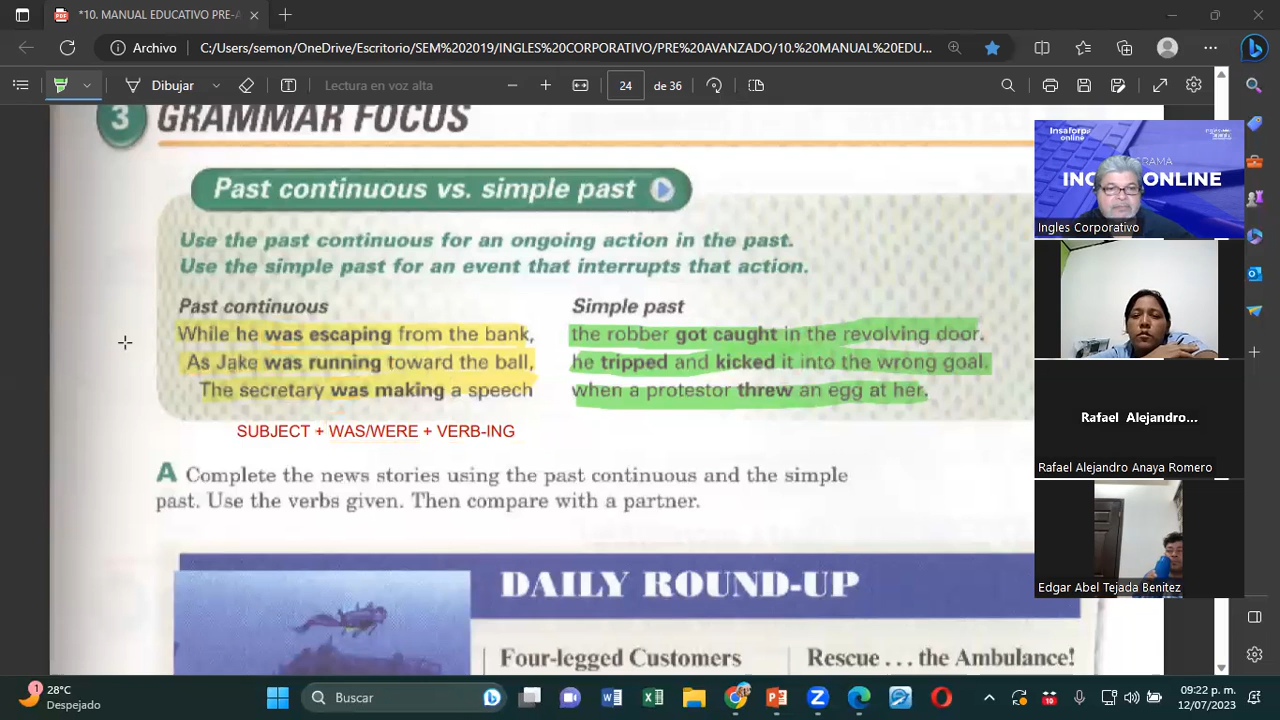 *10. MANUAL EDUCATIVO PRE-A
Archivo
C:/Users/semon/OneDrive/Escritorio/SEM%202019/INGLES%20CORPORATIVO/PRE%20AVANZADO/10.%20MANUAL%20EDU...
Dibujar
Lectura en voz alta
24
de 36
3 GRAMMAR FOCUS
Past continuous vs. simple past
Use the past continuous for an ongoing action in the past.
Use the simple past for an event that interrupts that action.
Past continuous
Simple past
While he was escaping from the bank, the robber got caught in the revolving door.
As Jake was running toward the ball, he tripped and kicked it into the wrong goal.
The secretary was making a speech when a protestor threw an egg at her.
SUBJECT + WAS/WERE + VERB-ING
A Complete the news stories using the past continuous and the simple
past. Use the verbs given. Then compare with a partner.
DAILY ROUND-UP
Four-legged Customers
Rescue . . . the Ambulance!
Insaforp
online
Ingles Corporativo
Rafael Alejandro...
Rafael Alejandro Anaya Romero
Edgar Abel Tejada Benitez
1
28°C
Despejado
Buscar
10
09:22 p. m.
12/07/2023